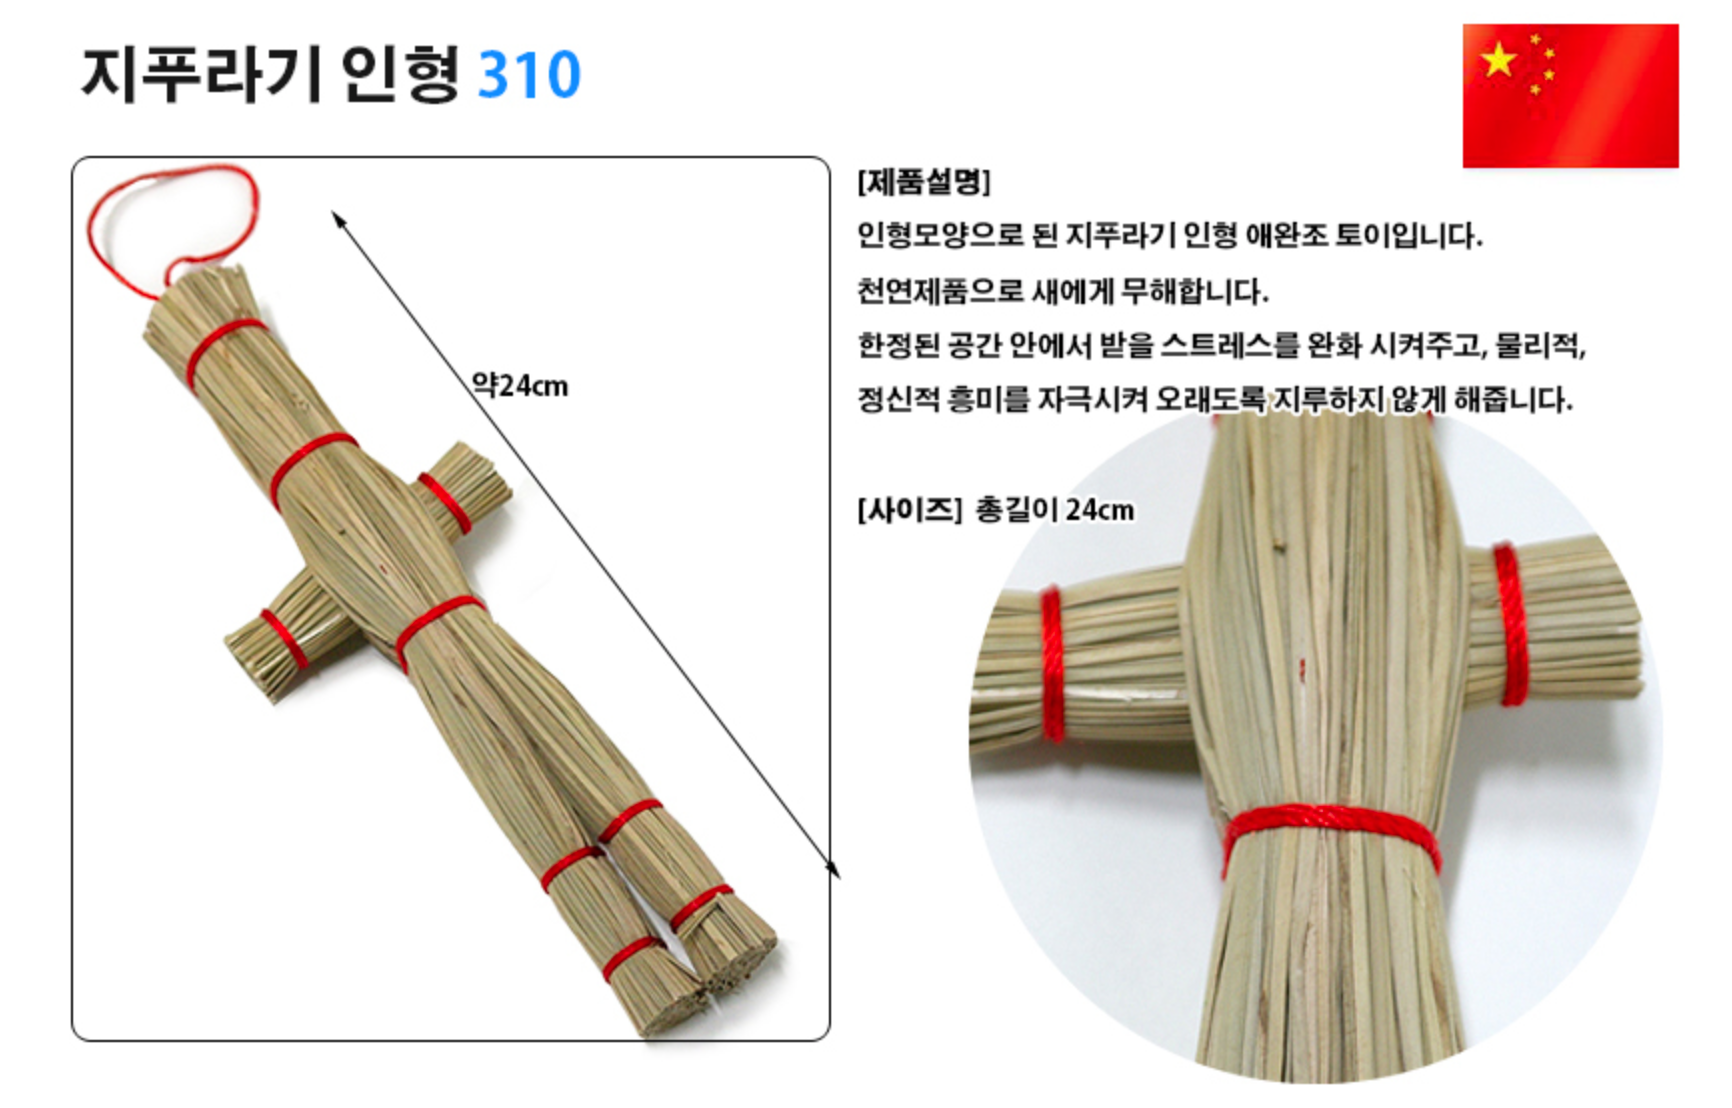 지푸라기 인형 310
약24cm
[제품설명]
인형모양으로 된 지푸라기 인형 애완조 토이입니다.
천연제품으로 새에게 무해합니다.
한정된 공간 안에서 받을 스트레스를 완화 시켜주고, 물리적,
정신적 흥미를 자극시켜 오래도록 지루하지 않게 해줍니다.
[사이즈] 총길이 24cm